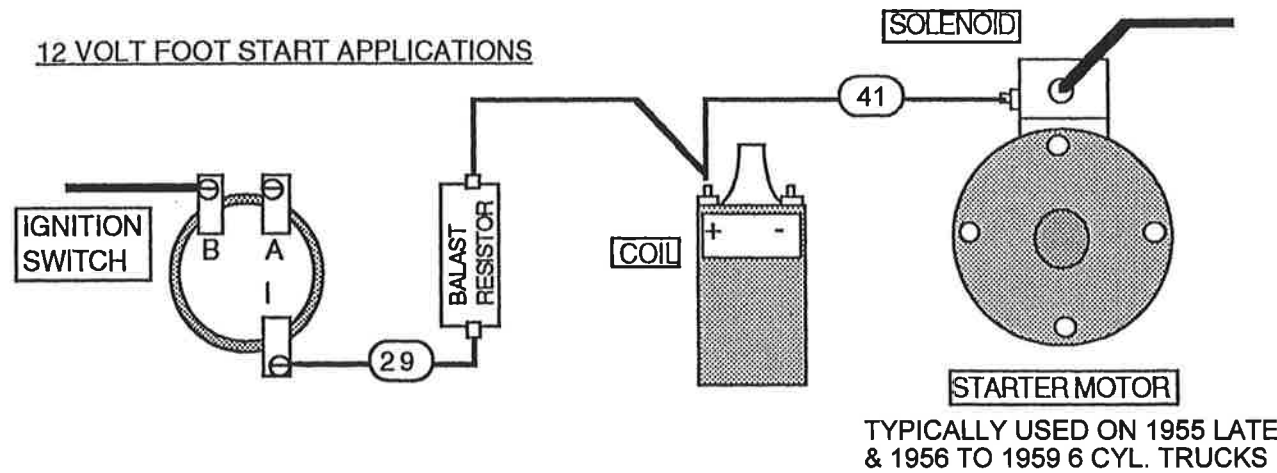 12 VOLT FOOT START APPLICATIONS
SOLENOID
41
IGNITION
SWITCH
B
A
I
BALAST
RESISTOR
29
COIL
+
-
STARTER MOTOR
TYPICALLY USED ON 1955 LATE
& 1956 TO 1959 6 CYL. TRUCKS